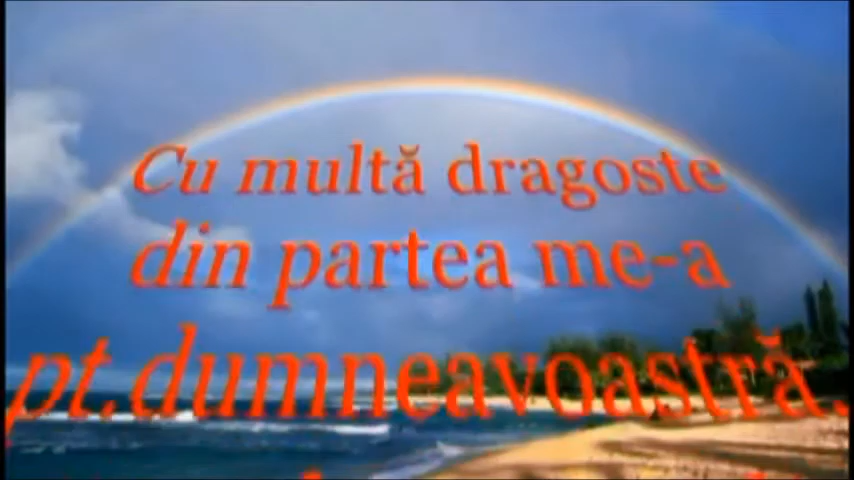 Cu multă dragoste
din partea me-a
pt.dumneavoastră.